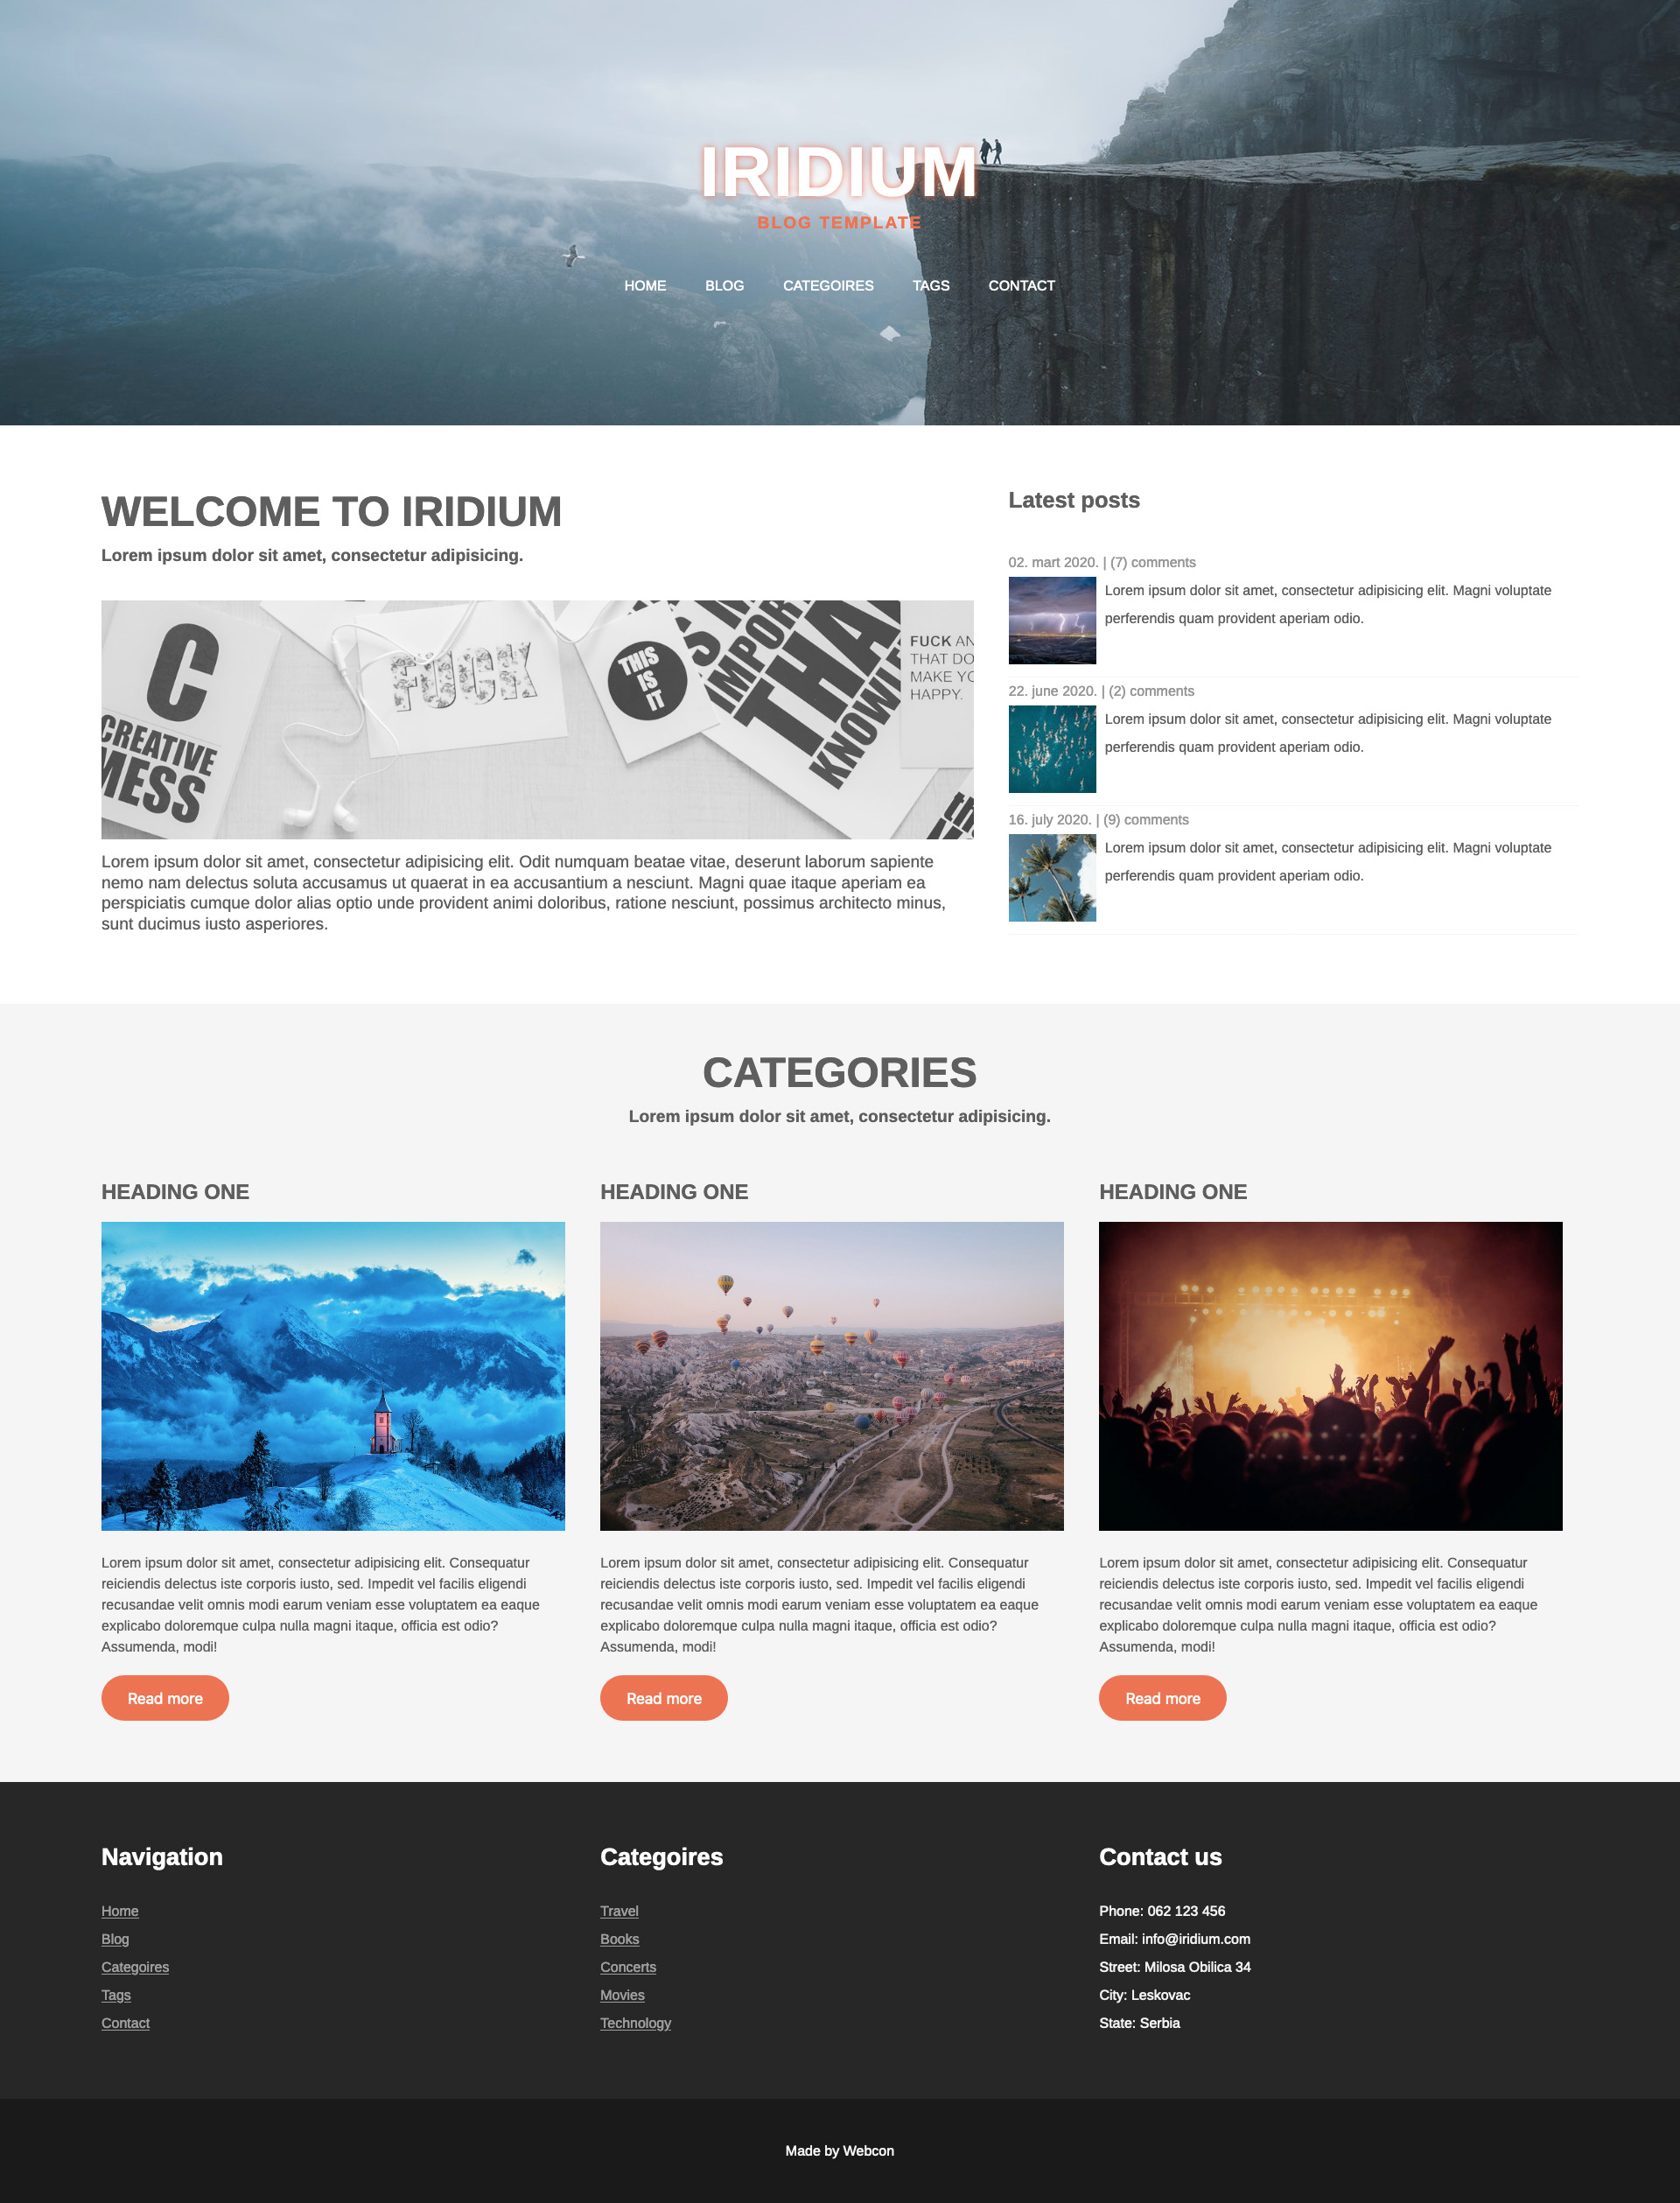 IRIDIUM
BLOG TEMPLATE
HOME BLOG CATEGOIRES TAGS CONTACT
WELCOME TO IRIDIUM
Lorem ipsum dolor sit amet, consectetur adipisicing.
C
CREATIVE
MESS
FUCK
THIS
IS
IT
IMPOR
THA
KNOW
FUCK AN
THAT DO
MAKE YO
HAPPY.
Lorem ipsum dolor sit amet, consectetur adipisicing elit. Odit numquam beatae vitae, deserunt laborum sapiente
nemo nam delectus soluta accusamus ut quaerat in ea accusantium a nesciunt. Magni quae itaque aperiam ea
perspiciatis cumque dolor alias optio unde provident animi doloribus, ratione nesciunt, possimus architecto minus,
sunt ducimus iusto asperiores.
Latest posts
02. mart 2020. | (7) comments
Lorem ipsum dolor sit amet, consectetur adipisicing elit. Magni voluptate
perferendis quam provident aperiam odio.
22. june 2020. | (2) comments
Lorem ipsum dolor sit amet, consectetur adipisicing elit. Magni voluptate
perferendis quam provident aperiam odio.
16. july 2020. | (9) comments
Lorem ipsum dolor sit amet, consectetur adipisicing elit. Magni voluptate
perferendis quam provident aperiam odio.
CATEGORIES
Lorem ipsum dolor sit amet, consectetur adipisicing.
HEADING ONE
Lorem ipsum dolor sit amet, consectetur adipisicing elit. Consequatur
reiciendis delectus iste corporis iusto, sed. Impedit vel facilis eligendi
recusandae velit omnis modi earum veniam esse voluptatem ea eaque
explicabo doloremque culpa nulla magni itaque, officia est odio?
Assumenda, modi!
Read more
HEADING ONE
Lorem ipsum dolor sit amet, consectetur adipisicing elit. Consequatur
reiciendis delectus iste corporis iusto, sed. Impedit vel facilis eligendi
recusandae velit omnis modi earum veniam esse voluptatem ea eaque
explicabo doloremque culpa nulla magni itaque, officia est odio?
Assumenda, modi!
Read more
HEADING ONE
Lorem ipsum dolor sit amet, consectetur adipisicing elit. Consequatur
reiciendis delectus iste corporis iusto, sed. Impedit vel facilis eligendi
recusandae velit omnis modi earum veniam esse voluptatem ea eaque
explicabo doloremque culpa nulla magni itaque, officia est odio?
Assumenda, modi!
Read more
Navigation
Home
Blog
Categoires
Tags
Contact
Categoires
Travel
Books
Concerts
Movies
Technology
Contact us
Phone: 062 123 456
Email: info@iridium.com
Street: Milosa Obilica 34
City: Leskovac
State: Serbia
Made by Webcon